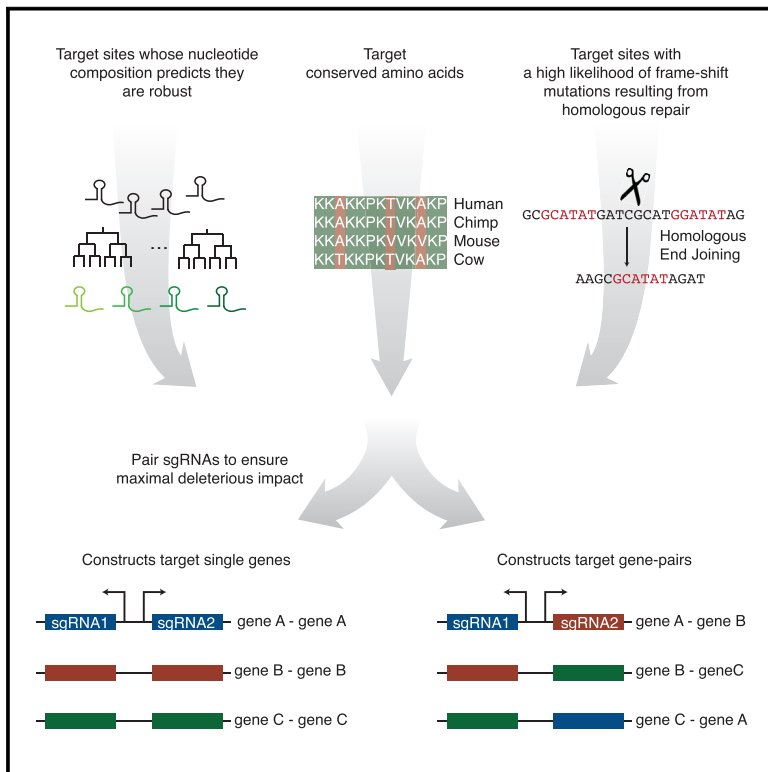 Target sites whose nucleotide
composition predicts they
are robust
Target
conserved amino acids
Target sites with
a high likelihood of frame-shift
mutations resulting from
homologous repair
...
KKAKKPKTVKAKP Human
KKAKKPKTVKAKP Chimp
KKAKKPKVVKVKP Mouse
KKTKKPKTVKAKP Cow
GCGCATATGATCGCATGGATATAG
Homologous
End Joining
AAGCGCATATAGAT
Pair sgRNAs to ensure
maximal deleterious impact
Constructs target single genes
sgRNA1 sgRNA2 gene A - gene A
gene B - gene B
gene C - gene C
Constructs target gene-pairs
sgRNA1 sgRNA2 gene A - gene B
gene B - geneC
gene C - gene A